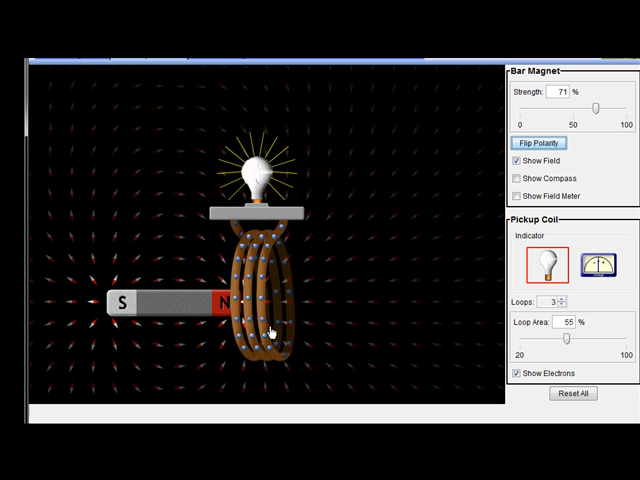 Bar Magnet
Strength: 71 %
0 50 100
Flip Polarity
Show Field
Show Compass
Show Field Meter
Pickup Coil
Indicator
Loops: 3
Loop Area: 55 %
20 100
Show Electrons
Reset All
S N